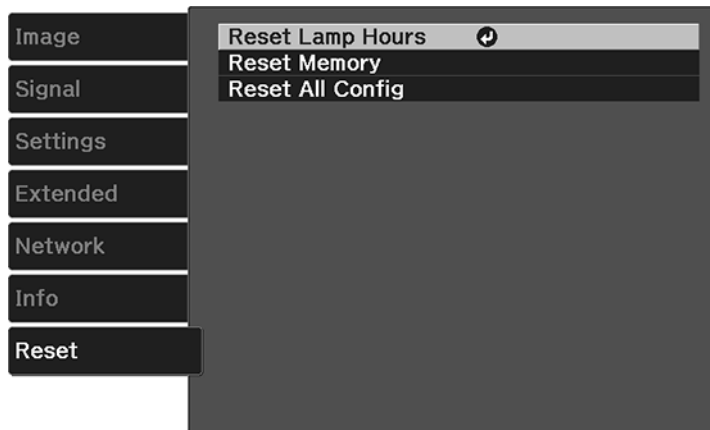 Image
Signal
Settings
Extended
Network
Info
Reset
Reset Lamp Hours
Reset Memory
Reset All Config